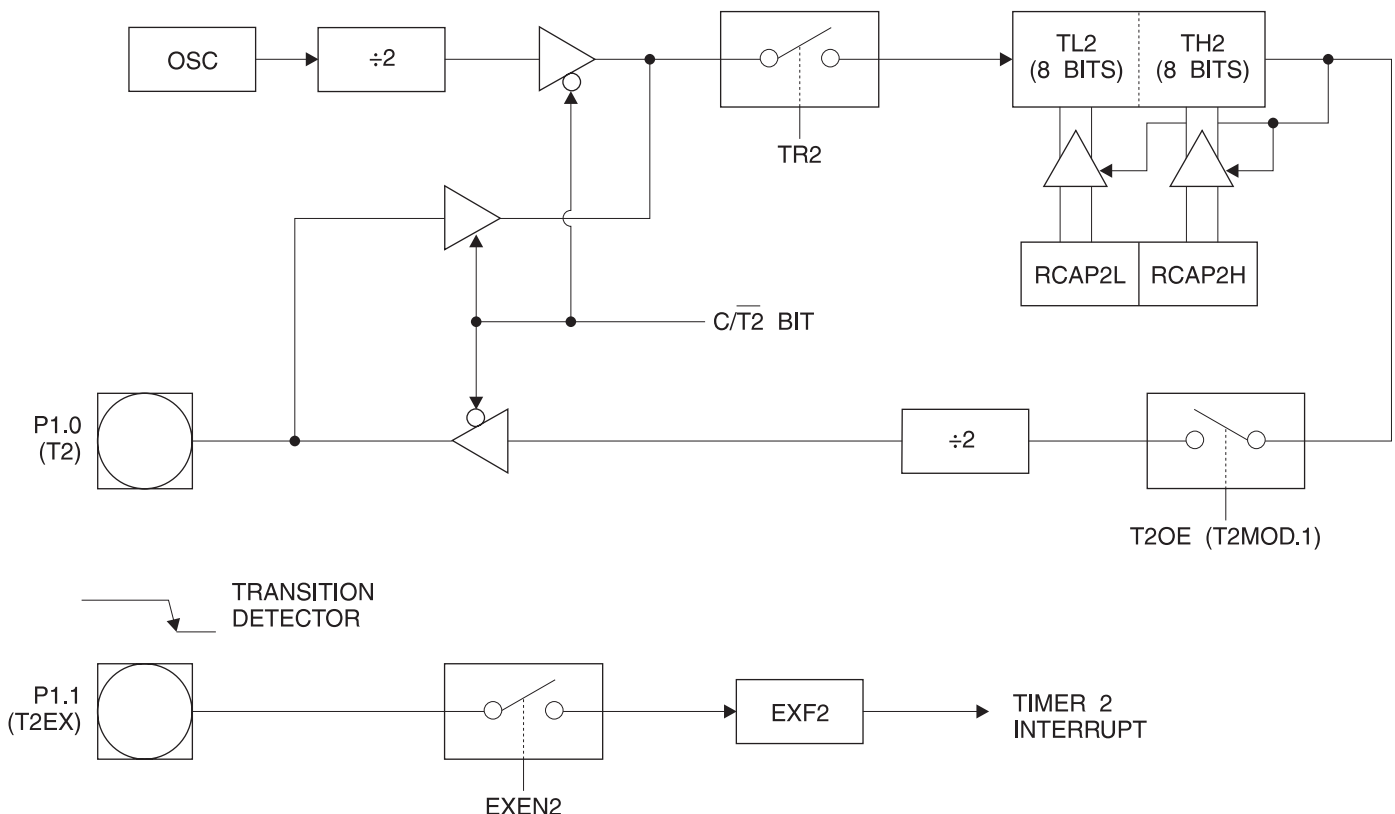 OSC
÷2
TL2
(8 BITS)
TH2
(8 BITS)
TR2
RCAP2L
RCAP2H
C/T2̅ BIT
P1.0
(T2)
÷2
T2OE (T2MOD.1)
TRANSITION
DETECTOR
P1.1
(T2EX)
EXF2
TIMER 2
INTERRUPT
EXEN2